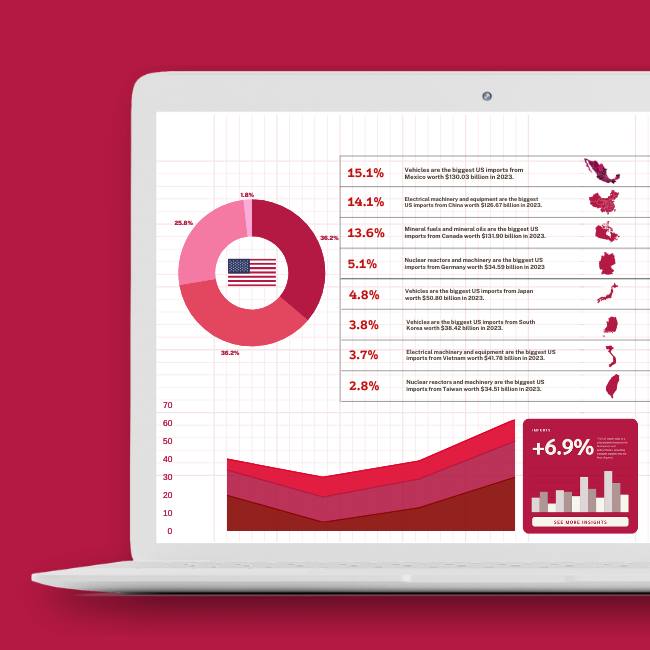 1.8%
25.8%
36.2%
36.2%
15.1%
Vehicles are the biggest US imports from
Mexico worth $130.03 billion in 2023.
14.1%
Electrical machinery and equipment are the biggest
US imports from China worth $126.67 billion in 2023.
13.6%
Mineral fuels and mineral oils are the biggest US
imports from Canada worth $131.90 billion in 2023.
5.1%
Nuclear reactors and machinery are the biggest US
imports from Germany worth $34.59 billion in 2023
4.8%
Vehicles are the biggest US imports from Japan
worth $50.80 billion in 2023.
3.8%
Vehicles are the biggest US imports from South
Korea worth $38.42 billion in 2023.
3.7%
Electrical machinery and equipment are the biggest US
imports from Vietnam worth $41.78 billion in 2023.
2.8%
Nuclear reactors and machinery are the biggest US
imports from Taiwan worth $34.51 billion in 2023.
70
60
50
40
30
20
10
0
IMPORTS
+6.9%
SEE MORE INSIGHTS